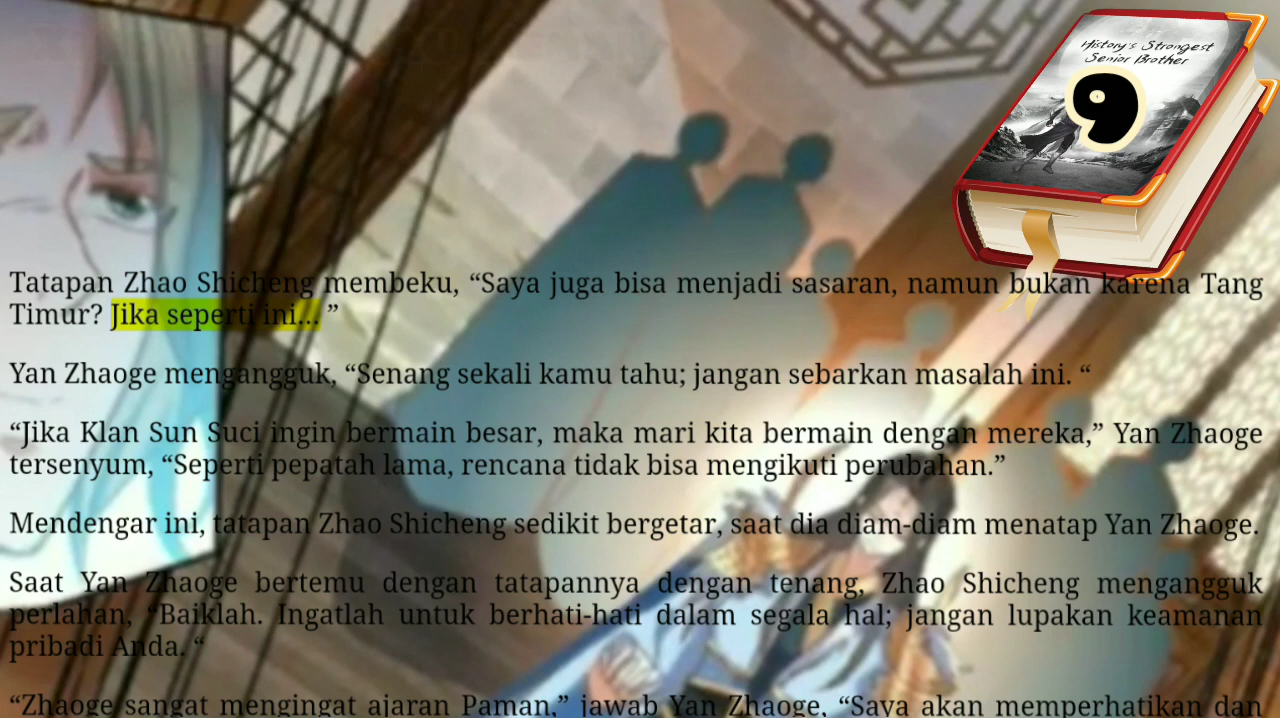 History's Strongest
Senior Brother
9
Tatapan Zhao Shicheng membeku, “Saya juga bisa menjadi sasaran, namun bukan karena Tang
Timur? Jika seperti ini... ”
Yan Zhaoge mengangguk, “Senang sekali kamu tahu; jangan sebarkan masalah ini. “
“Jika Klan Sun Suci ingin bermain besar, maka mari kita bermain dengan mereka,” Yan Zhaoge
tersenyum, “Seperti pepatah lama, rencana tidak bisa mengikuti perubahan.”
Mendengar ini, tatapan Zhao Shicheng sedikit bergetar, saat dia diam-diam menatap Yan Zhaoge.
Saat Yan Zhaoge bertemu dengan tatapannya dengan tenang, Zhao Shicheng mengangguk
perlahan, “Baiklah. Ingatlah untuk berhati-hati dalam segala hal; jangan lupakan keamanan
pribadi Anda. “
“Zhaoge sangat mengingat ajaran Paman,” jawab Yan Zhaoge, “Saya akan memperhatikan dan